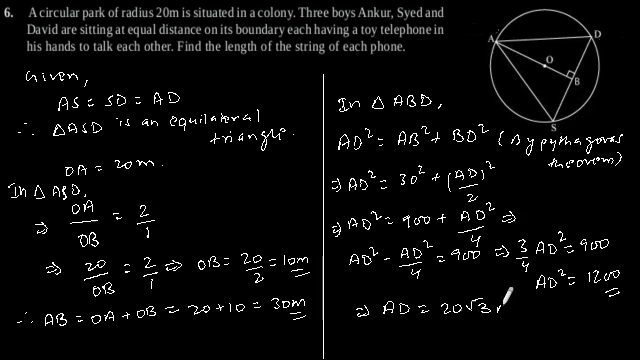 6. A circular park of radius 20m is situated in a colony. Three boys Ankur, Syed and
David are sitting at equal distance on its boundary each having a toy telephone in
his hands to talk each other. Find the length of the string of each phone.
A
D
O
B
S
Given,
AS = SD = AD
∴ ΔASD is an equilateral
triangle.
OA = 20m.
In ΔASD,
⇒ OA/OB = 2/1
⇒ 20/OB = 2/1 ⇒ OB = 20/2 = 10m
∴ AB = OA + OB = 20 + 10 = 30m
In Δ ABD,
AD² = AB² + BD² (By pythagoras
theorem)
⇒ AD² = 30² + (AD/2)²
⇒ AD² = 900 + AD²/4 ⇒
AD² - AD²/4 = 900 ⇒ 3/4 AD² = 900
AD² = 1200
⇒ AD = 20√3